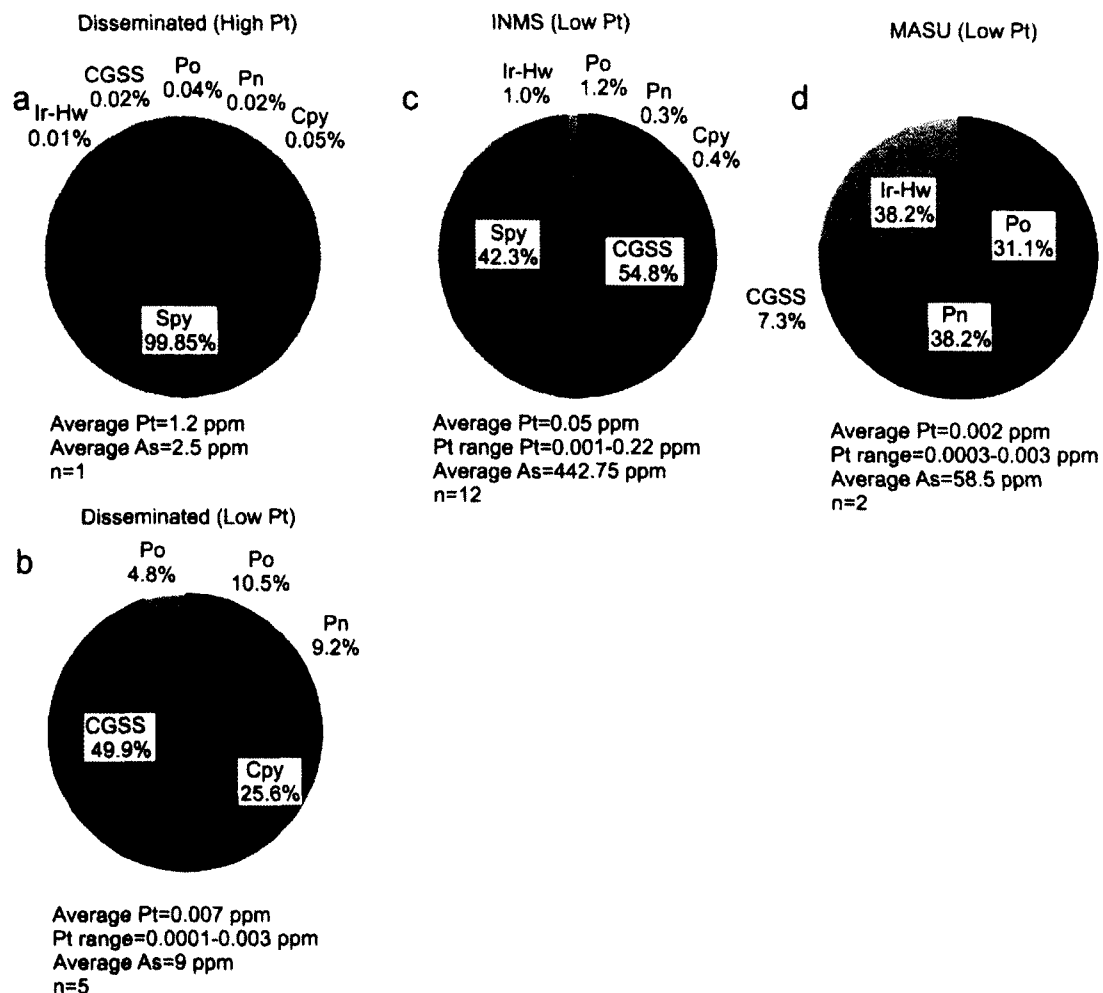 Disseminated (High Pt)
a
Ir-Hw
0.01%
CGSS
0.02%
Po
0.04%
Pn
0.02%
Cpy
0.05%
Spy
99.85%
Average Pt=1.2 ppm
Average As=2.5 ppm
n=1
Disseminated (Low Pt)
b
Po
4.8%
Po
10.5%
Pn
9.2%
CGSS
49.9%
Cpy
25.6%
Average Pt=0.007 ppm
Pt range=0.0001-0.003 ppm
Average As=9 ppm
n=5
INMS (Low Pt)
c
Ir-Hw
1.0%
Po
1.2%
Pn
0.3%
Cpy
0.4%
Spy
42.3%
CGSS
54.8%
Average Pt=0.05 ppm
Pt range Pt=0.001-0.22 ppm
Average As=442.75 ppm
n=12
MASU (Low Pt)
d
Ir-Hw
38.2%
Po
31.1%
CGSS
7.3%
Pn
38.2%
Average Pt=0.002 ppm
Pt range=0.0003-0.003 ppm
Average As=58.5 ppm
n=2